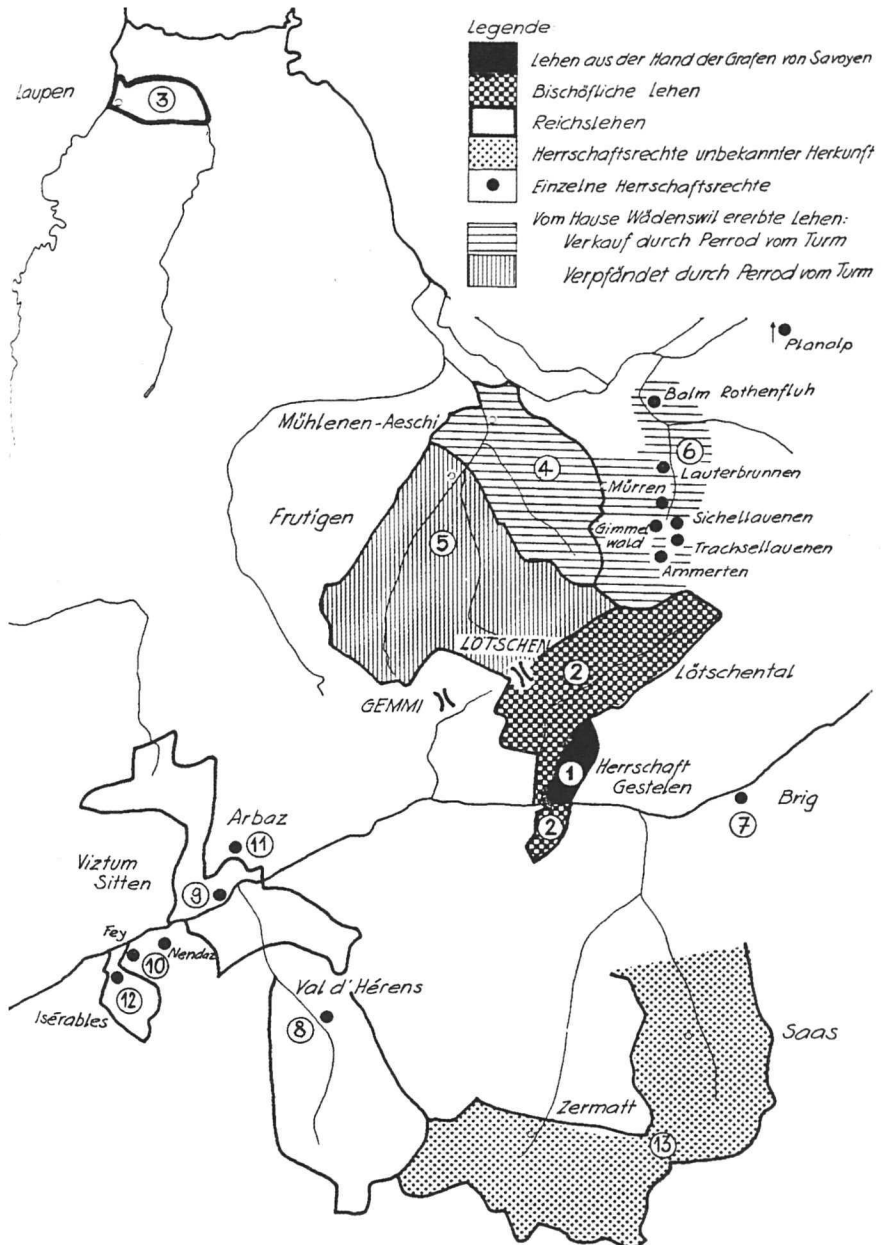 Legende
Lehen aus der Hand der Grafen von Savoyen
Bischöfliche Lehen
Reichslehen
Herrschaftsrechte unbekannter Herkunft
Einzelne Herrschaftsrechte
Vom Hause Wädenswil ererbte Lehen:
Verkauf durch Perrod vom Turm
Verpfändet durch Perrod vom Turm
Laupen
3
Planalp
Balm Rothenfluh
Mühlenen-Aeschi
6
4
Lauterbrunnen
Mürren
Frutigen
Sichellauenen
Gimmel
wald
5
Trachsellauenen
Ammerten
LÖTSCHEN
2
Lötschental
GEMMI
1
Herrschaft
Gestelen
Brig
7
2
Arbaz
11
Viztum
Sitten
9
Fey
Nendaz
10
12
Isérables
Val d'Hérens
8
Saas
Zermatt
13